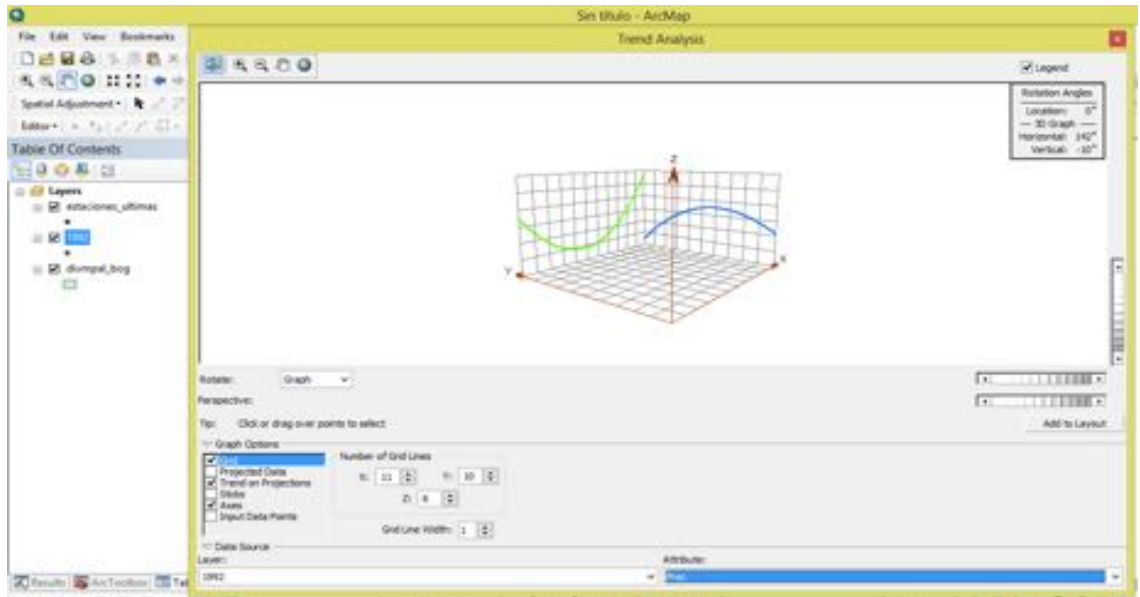 Sin título - ArcMap
File Edit View Bookmarks
Trend Analysis
Legend
Spatial Adjustment
Editor
Rotation Angles
Location: 0°
3D Graph
Horizontal: 142°
Vertical: -10°
Table Of Contents
Layers
estaciones_ultimas
1992
Z
Y
X
Rotate: Graph
Perspective:
Tip: Click or drag over points to select
Add to Layout
Graph Options
Grid
Projected Data
Trend on Projections
Sticks
Axes
Input Data Points
Number of Grid Lines
X: 11 Y: 10
Z:
Grid Line Width: 1
Data Source
Layer:
Attribute:
1992
Results ArcToolbox